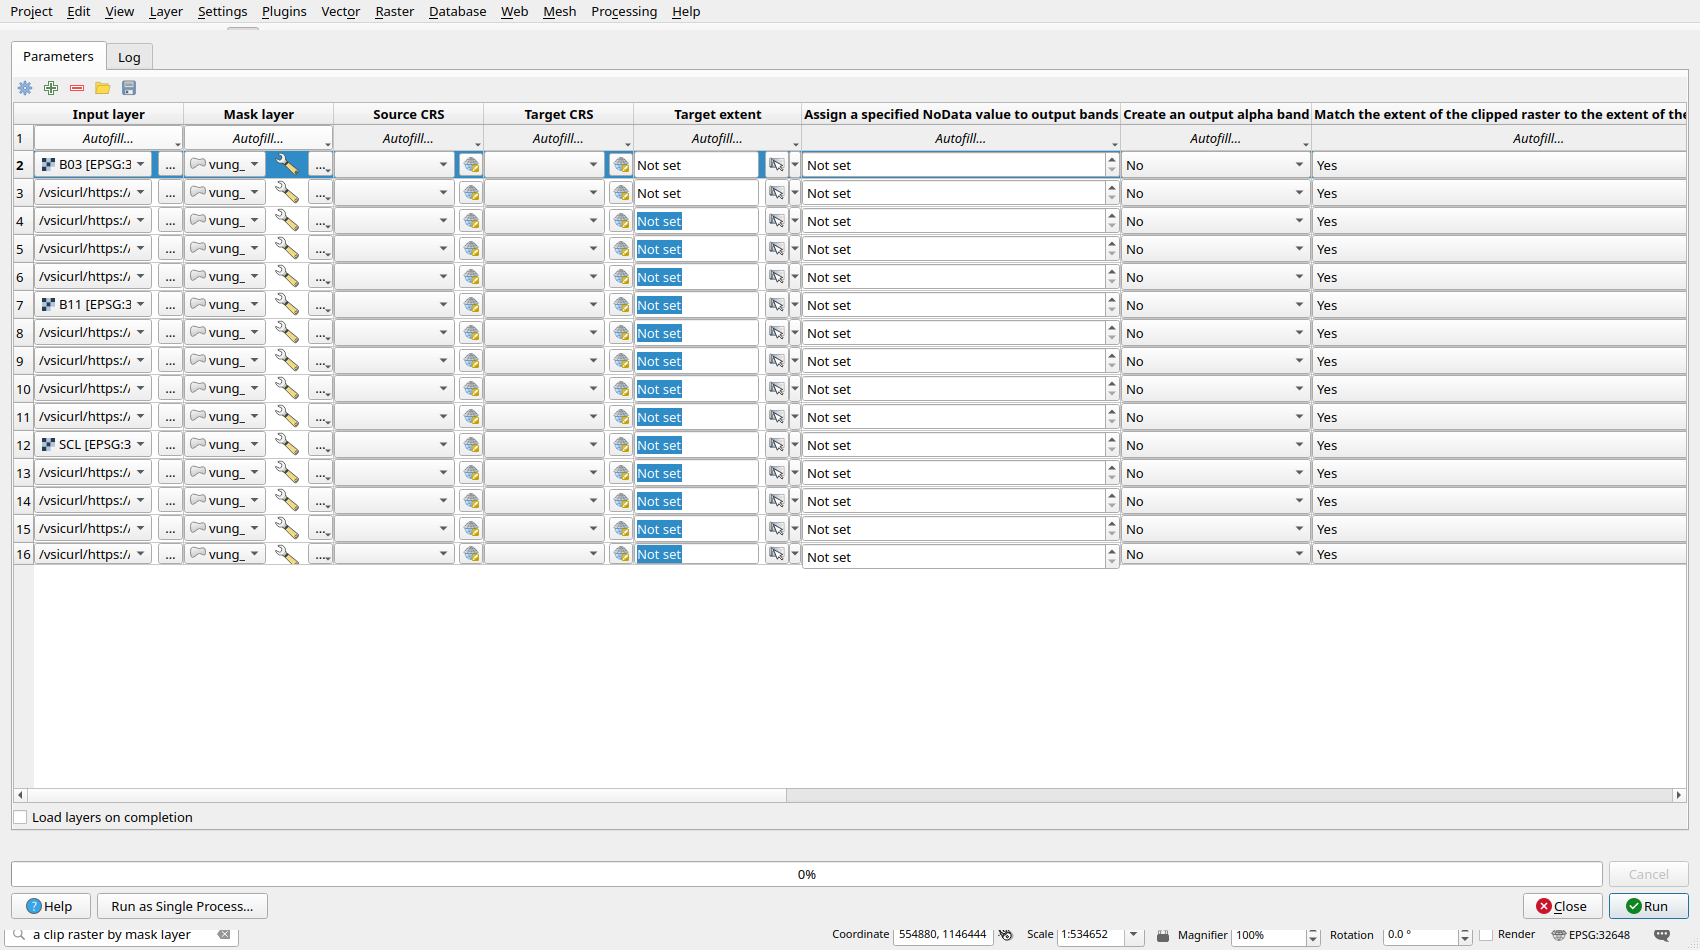 Project Edit View Layer Settings Plugins Vector Raster Database Web Mesh Processing Help
Parameters Log
Input layer Mask layer Source CRS Target CRS Target extent Assign a specified NoData value to output bands Create an output alpha band Match the extent of the clipped raster to the extent of the
1 Autofill... Autofill... Autofill... Autofill... Autofill... Autofill... Autofill... Autofill...
2 B03 [EPSG:3 ... vung_ ... Not set Not set No Yes
3 /vsicurl/https:/ ... vung_ ... Not set Not set No Yes
4 /vsicurl/https:/ ... vung_ ... Not set Not set No Yes
5 /vsicurl/https:/ ... vung_ ... Not set Not set No Yes
6 /vsicurl/https:/ ... vung_ ... Not set Not set No Yes
7 B11 [EPSG:3 ... vung_ ... Not set Not set No Yes
8 /vsicurl/https:/ ... vung_ ... Not set Not set No Yes
9 /vsicurl/https:/ ... vung_ ... Not set Not set No Yes
10 /vsicurl/https:/ ... vung_ ... Not set Not set No Yes
11 /vsicurl/https:/ ... vung_ ... Not set Not set No Yes
12 SCL [EPSG:3 ... vung_ ... Not set Not set No Yes
13 /vsicurl/https:/ ... vung_ ... Not set Not set No Yes
14 /vsicurl/https:/ ... vung_ ... Not set Not set No Yes
15 /vsicurl/https:/ ... vung_ ... Not set Not set No Yes
16 /vsicurl/https:/ ... vung_ ... Not set Not set No Yes
Load layers on completion
0% Cancel
Help Run as Single Process... Close Run
a clip raster by mask layer Coordinate 554880, 1146444 Scale 1:534652 Magnifier 100% Rotation 0.0 ° Render EPSG:32648